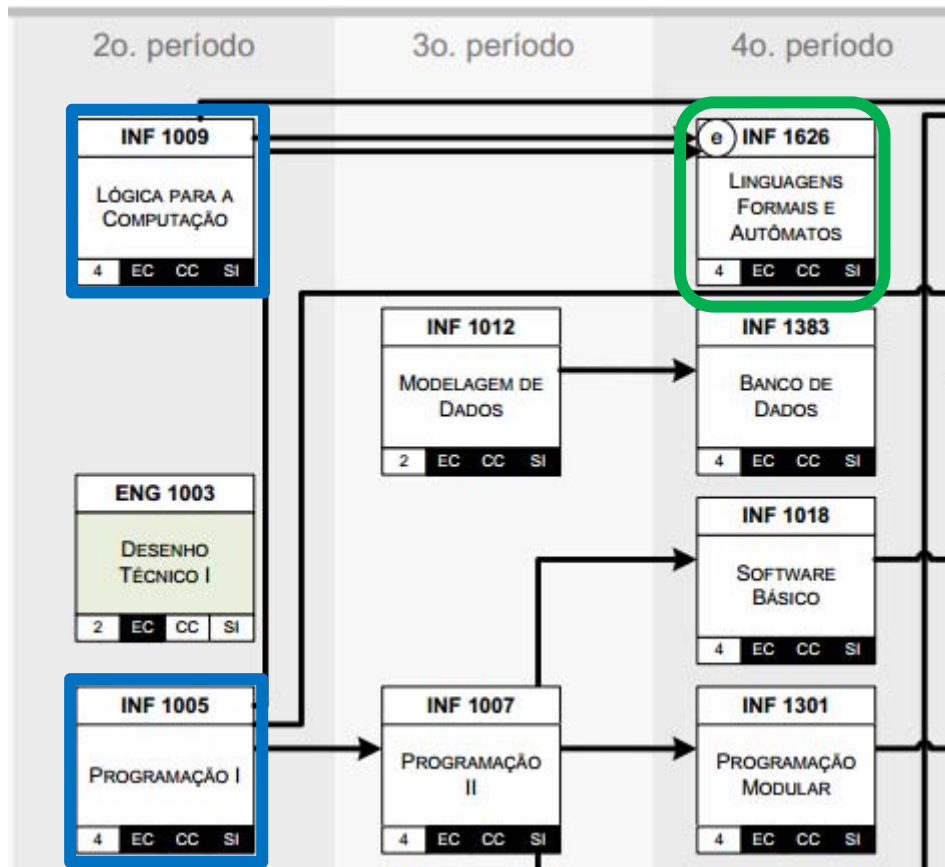 2o. período
3o. período
4o. período
INF 1009
LÓGICA PARA A
COMPUTAÇÃO
4 EC CC SI
e INF 1626
LINGUAGENS
FORMAIS E
AUTÔMATOS
4 EC CC SI
INF 1012
MODELAGEM DE
DADOS
2 EC CC SI
INF 1383
BANCO DE
DADOS
4 EC CC SI
ENG 1003
DESENHO
TÉCNICO I
2 EC CC SI
INF 1018
SOFTWARE
BÁSICO
4 EC CC SI
INF 1005
PROGRAMAÇÃO I
4 EC CC SI
INF 1007
PROGRAMAÇÃO
II
4 EC CC SI
INF 1301
PROGRAMAÇÃO
MODULAR
4 EC CC SI